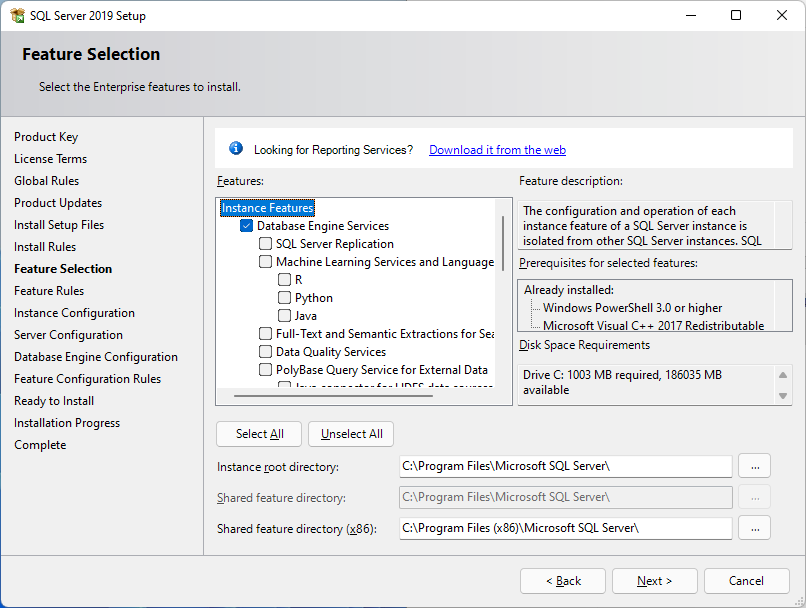 SQL Server 2019 Setup
Feature Selection
Select the Enterprise features to install.
Product Key
License Terms
Global Rules
Product Updates
Install Setup Files
Install Rules
Feature Selection
Feature Rules
Instance Configuration
Server Configuration
Database Engine Configuration
Feature Configuration Rules
Ready to Install
Installation Progress
Complete
Looking for Reporting Services? Download it from the web
Features:
Instance Features
Database Engine Services
SQL Server Replication
Machine Learning Services and Language
R
Python
Java
Full-Text and Semantic Extractions for Sea
Data Quality Services
PolyBase Query Service for External Data
Java connector for HDFS data sources
Feature description:
The configuration and operation of each
instance feature of a SQL Server instance is
isolated from other SQL Server instances. SQL
Prerequisites for selected features:
Already installed:
Windows PowerShell 3.0 or higher
Microsoft Visual C++ 2017 Redistributable
Disk Space Requirements
Drive C: 1003 MB required, 186035 MB
available
Select All
Unselect All
Instance root directory:
C:\Program Files\Microsoft SQL Server\
...
Shared feature directory:
C:\Program Files\Microsoft SQL Server\
...
Shared feature directory (x86):
C:\Program Files (x86)\Microsoft SQL Server\
...
< Back
Next >
Cancel